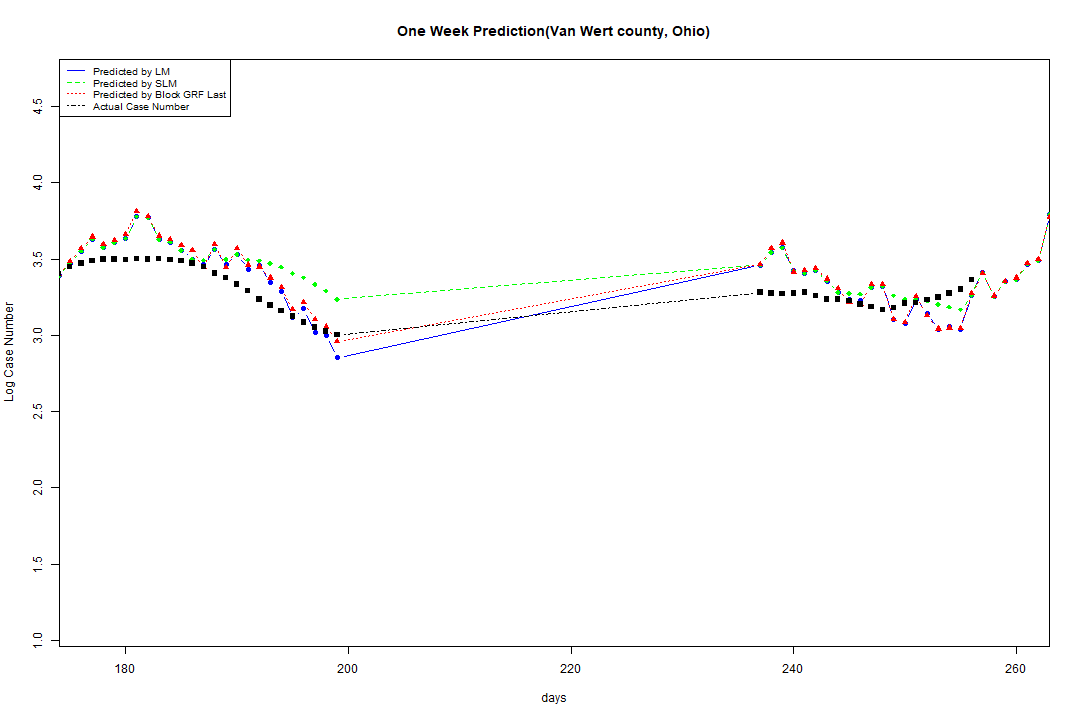 One Week Prediction(Van Wert county, Ohio)
Predicted by LM
Predicted by SLM
Predicted by Block GRF Last
Actual Case Number
4.5
4.0
3.5
3.0
2.5
2.0
1.5
1.0
Log Case Number
180
200
220
240
260
days